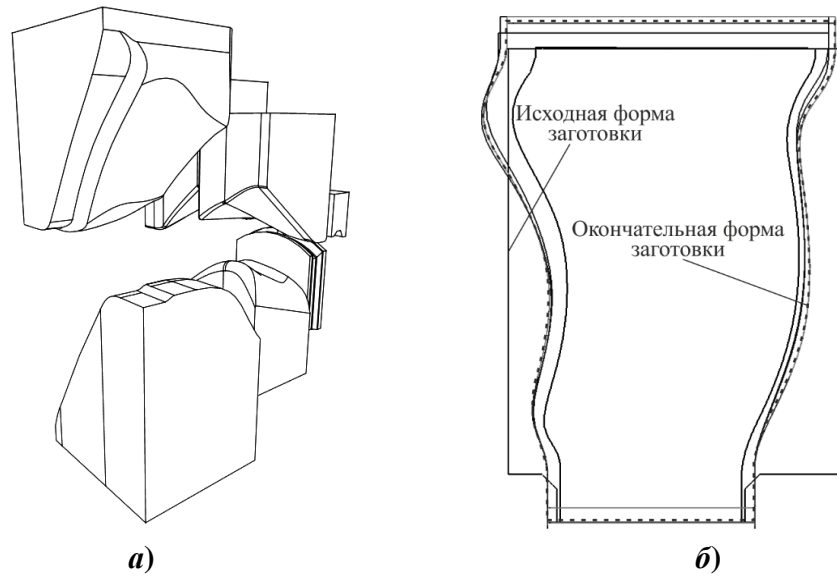 Исходная форма
заготовки
Окончательная форма
заготовки
а)
б)